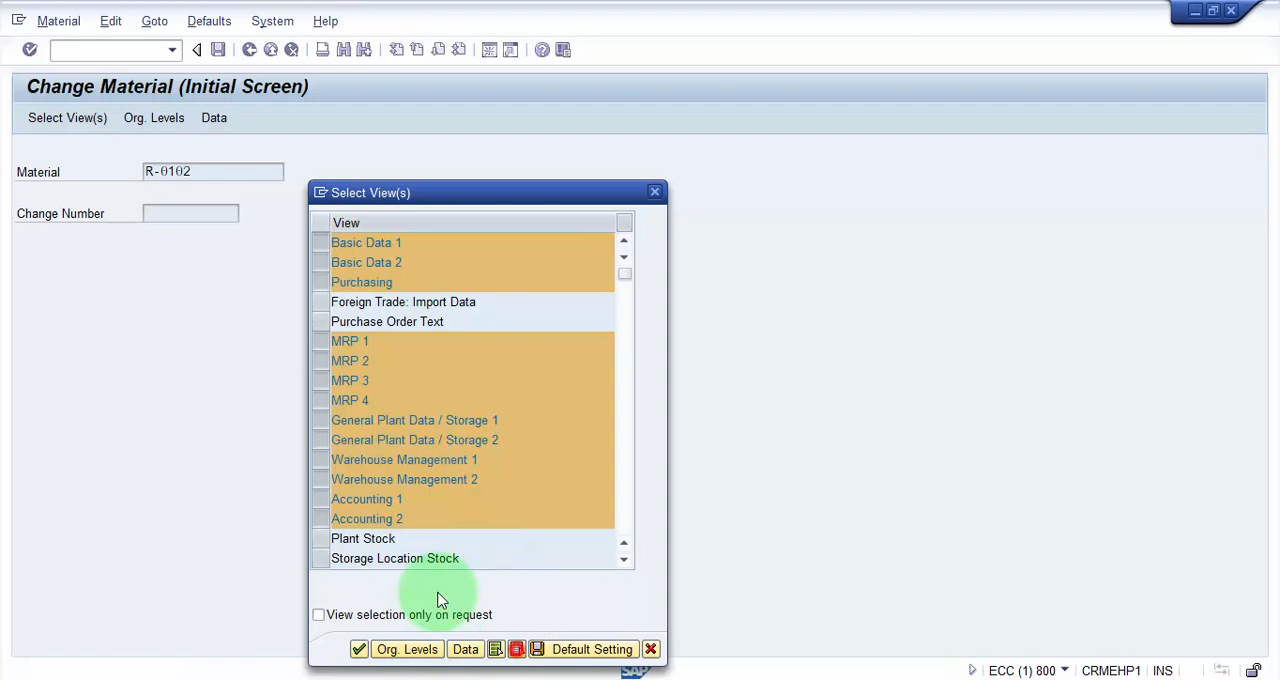 Material Edit Goto Defaults System Help
Change Material (Initial Screen)
Select View(s) Org. Levels Data
Material R-0102
Change Number
Select View(s)
View
Basic Data 1
Basic Data 2
Purchasing
Foreign Trade: Import Data
Purchase Order Text
MRP 1
MRP 2
MRP 3
MRP 4
General Plant Data / Storage 1
General Plant Data / Storage 2
Warehouse Management 1
Warehouse Management 2
Accounting 1
Accounting 2
Plant Stock
Storage Location Stock
View selection only on request
Org. Levels Data Default Setting
SAP ECC (1) 800 CRMEHP1 INS